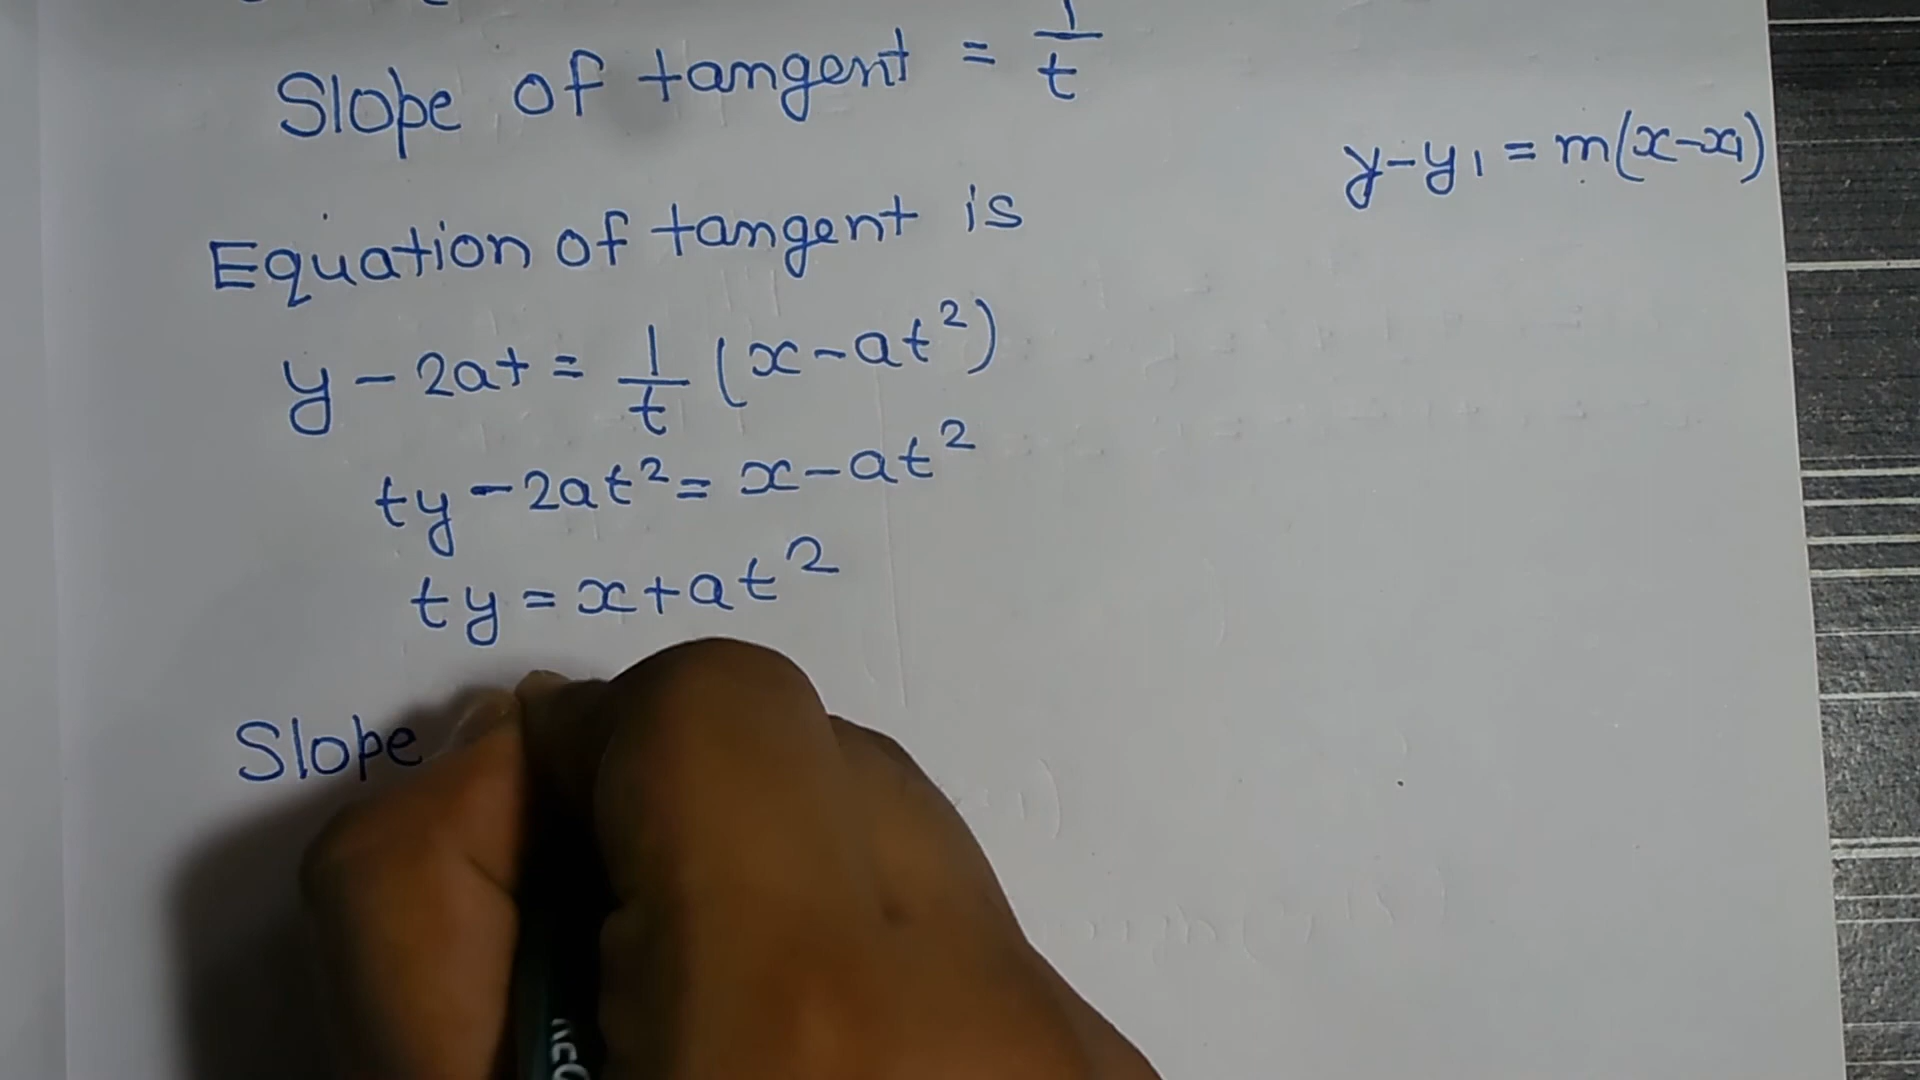 Slope of tangent = 1/t
y-y1 = m(x-x1)
Equation of tangent is
y - 2at = 1/t (x-at²)
ty - 2at² = x-at²
ty = x+at²
Slope